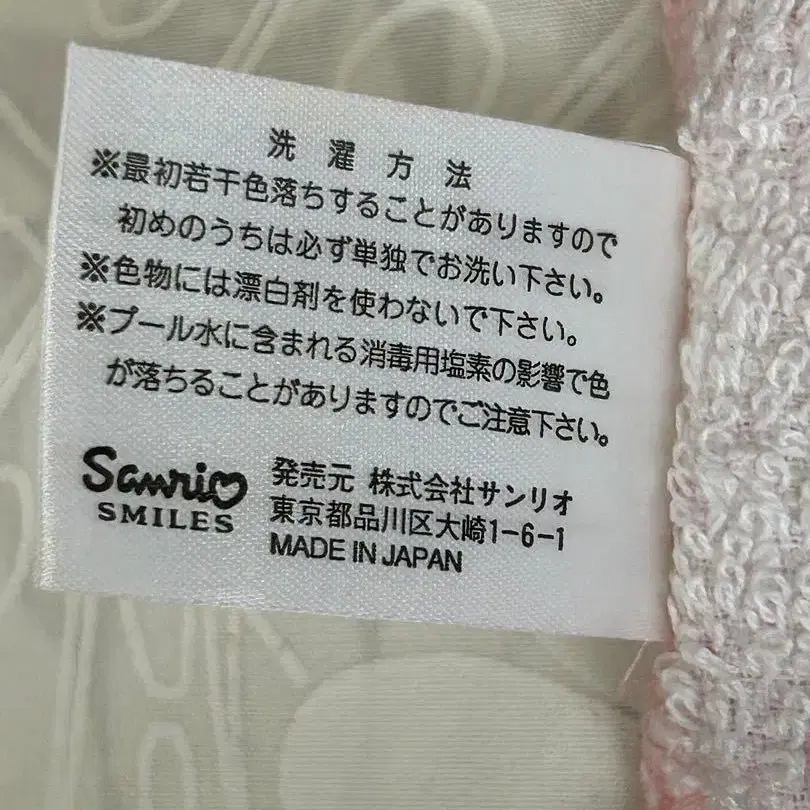 洗濯方法
※最初若干色落ちすることがありますので
初めのうちは必ず単独でお洗い下さい。
※色物には漂白剤を使わないで下さい。
※プール水に含まれる消毒用塩素の影響で色
が落ちることがありますのでご注意下さい。
Sanrio
SMILES
発売元 株式会社サンリオ
東京都品川区大崎1-6-1
MADE IN JAPAN